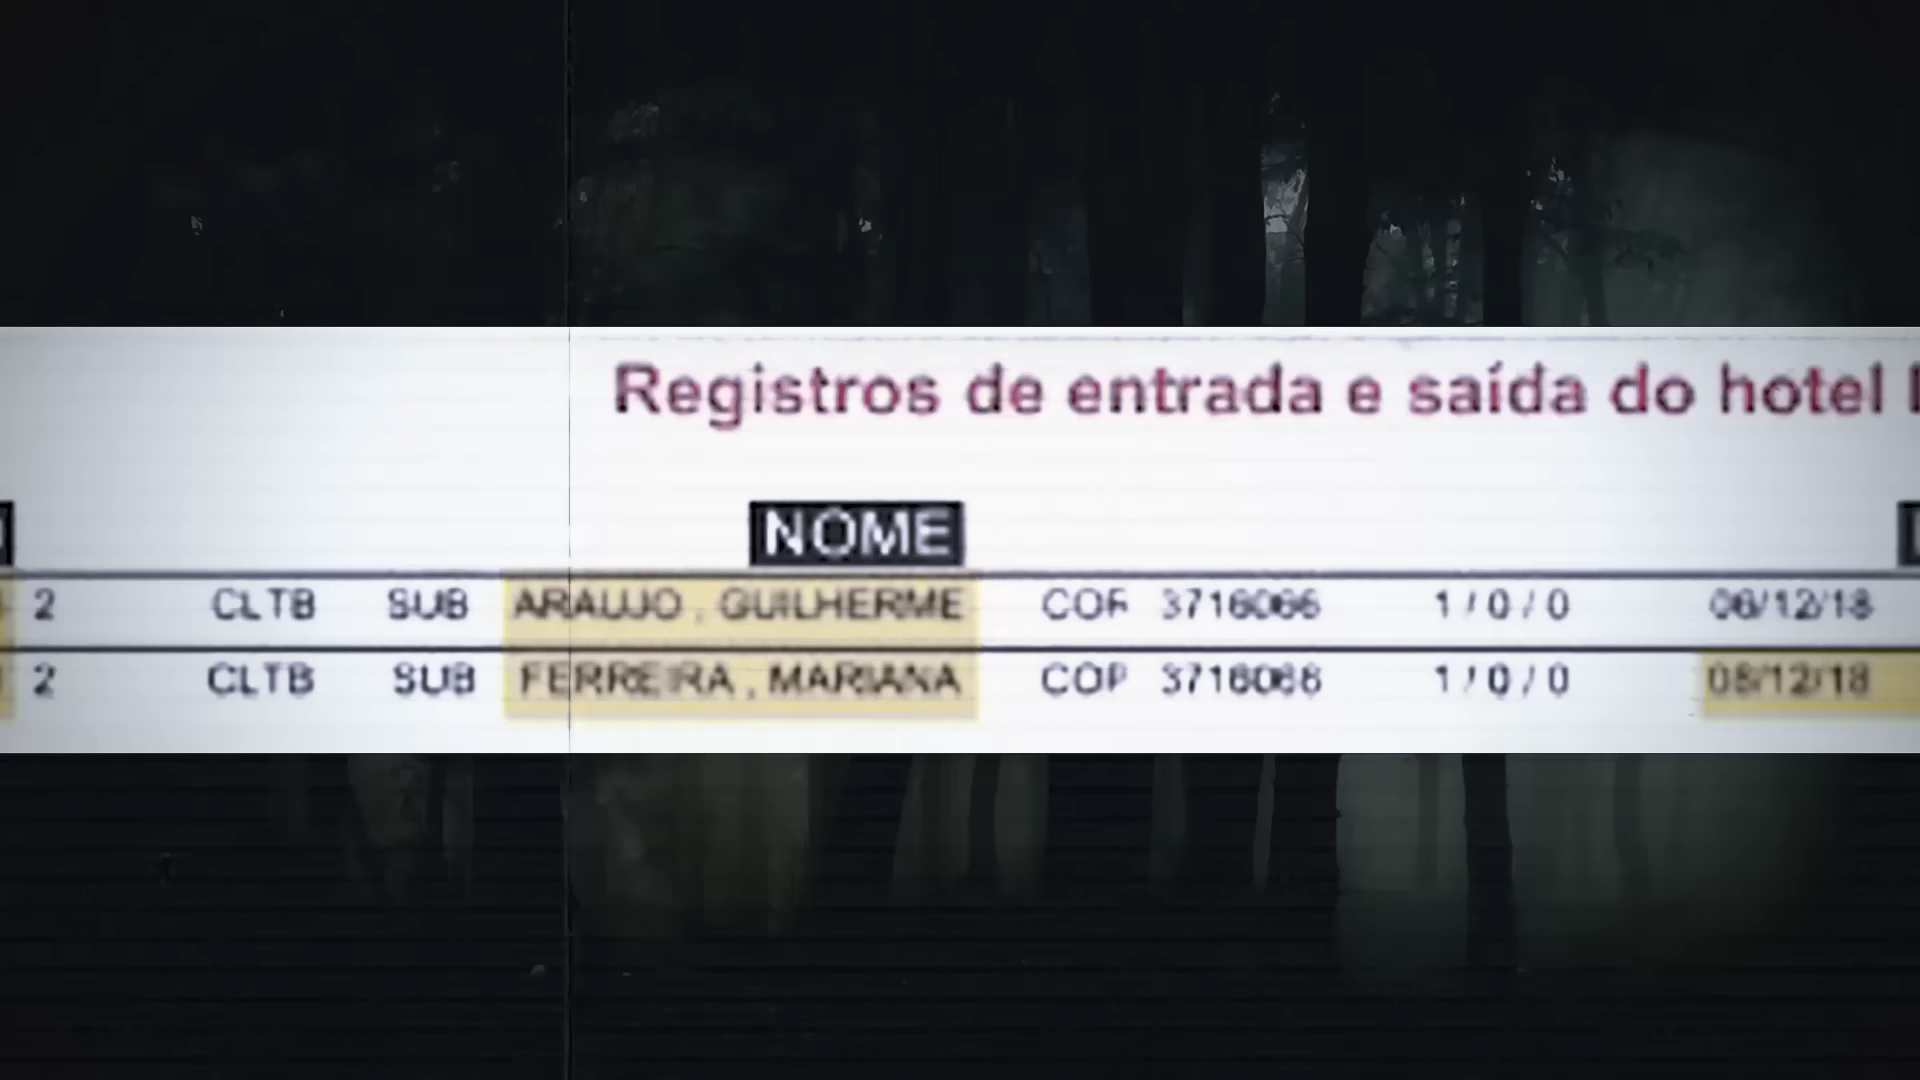 Registros de entrada e saída do hotel
NOME
2 CLTB SUB ARAUJO , GUILHERME COP 3716066 1 / 0 / 0 06/12/18
2 CLTB SUB FERREIRA , MARIANA COP 3716066 1 / 0 / 0 08/12/18